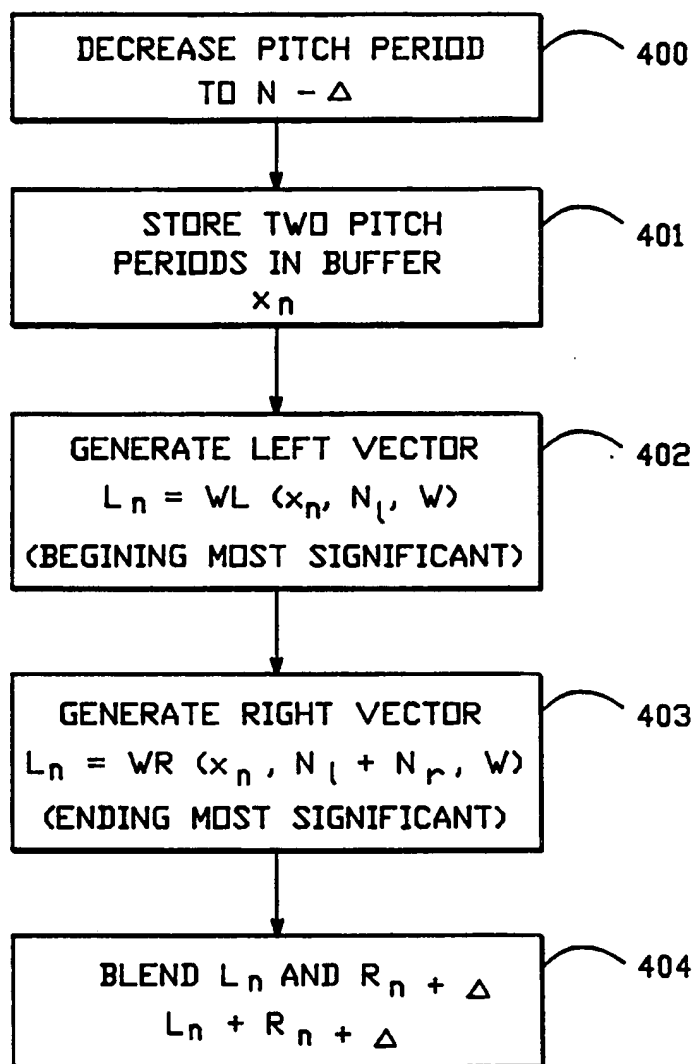 DECREASE PITCH PERIOD
TO N - Δ
400
STORE TWO PITCH
PERIODS IN BUFFER
xₙ
401
GENERATE LEFT VECTOR
Lₙ = WL (xₙ, Nₗ, W)
(BEGINING MOST SIGNIFICANT)
402
GENERATE RIGHT VECTOR
Lₙ = WR (xₙ, Nₗ + Nᵣ, W)
(ENDING MOST SIGNIFICANT)
403
BLEND Lₙ AND Rₙ + Δ
Lₙ + Rₙ + Δ
404